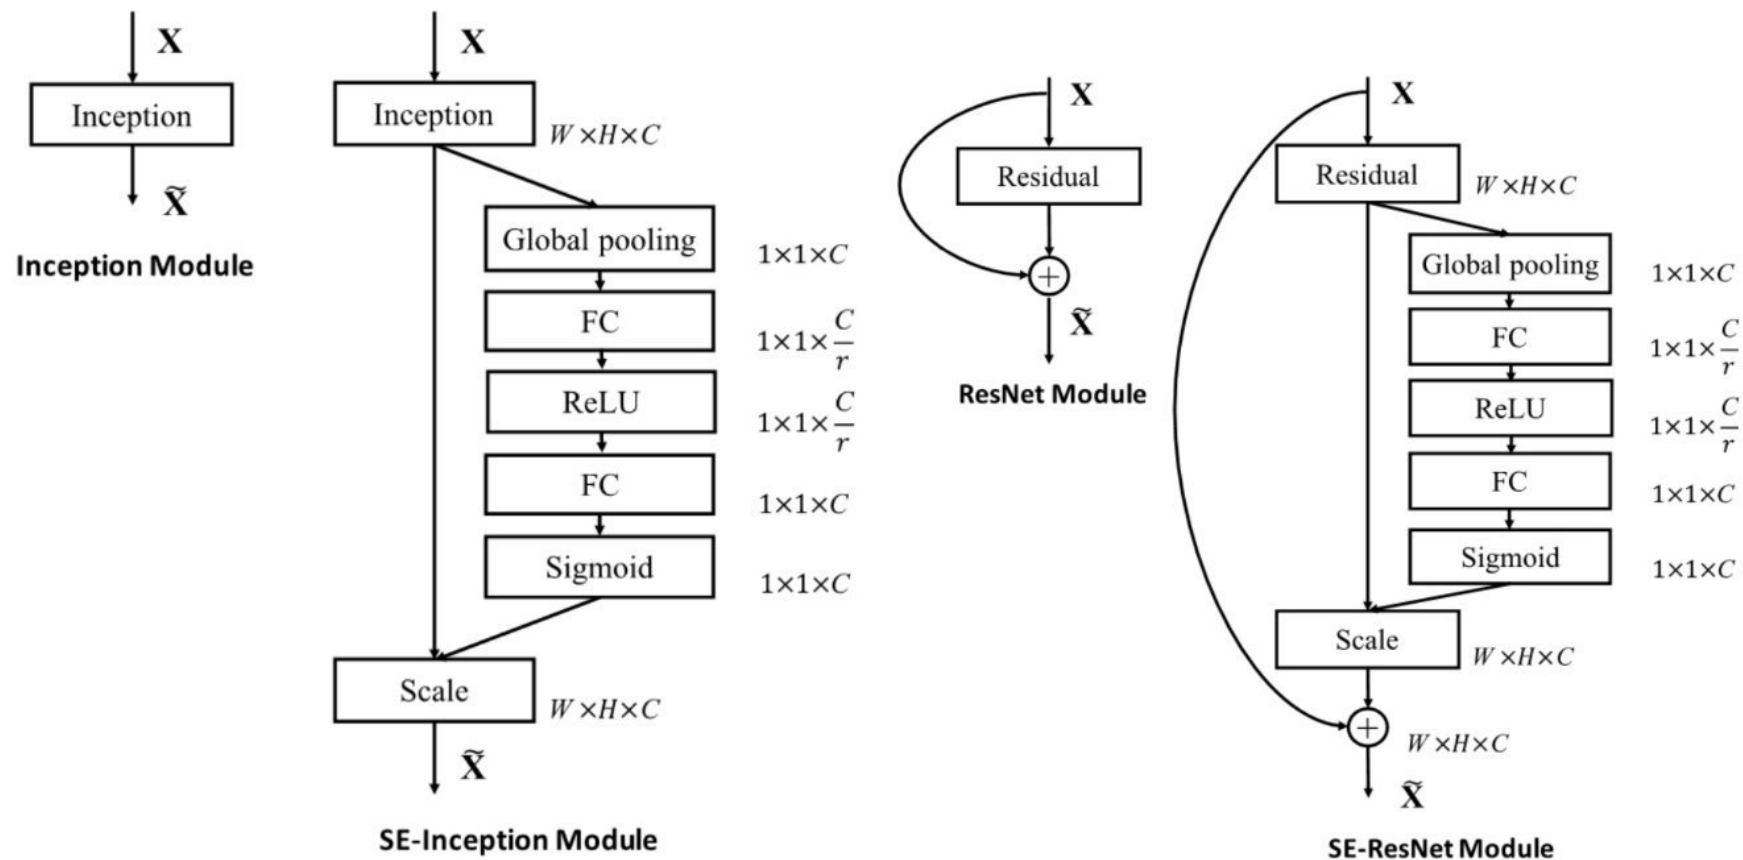 X
Inception
X̃
Inception Module
X
Inception
W×H×C
Global pooling
1×1×C
FC
1×1×C/r
ReLU
1×1×C/r
FC
1×1×C
Sigmoid
1×1×C
Scale
W×H×C
X̃
SE-Inception Module
X
Residual
+
X̃
ResNet Module
X
Residual
W×H×C
Global pooling
1×1×C
FC
1×1×C/r
ReLU
1×1×C/r
FC
1×1×C
Sigmoid
1×1×C
Scale
W×H×C
+
W×H×C
X̃
SE-ResNet Module